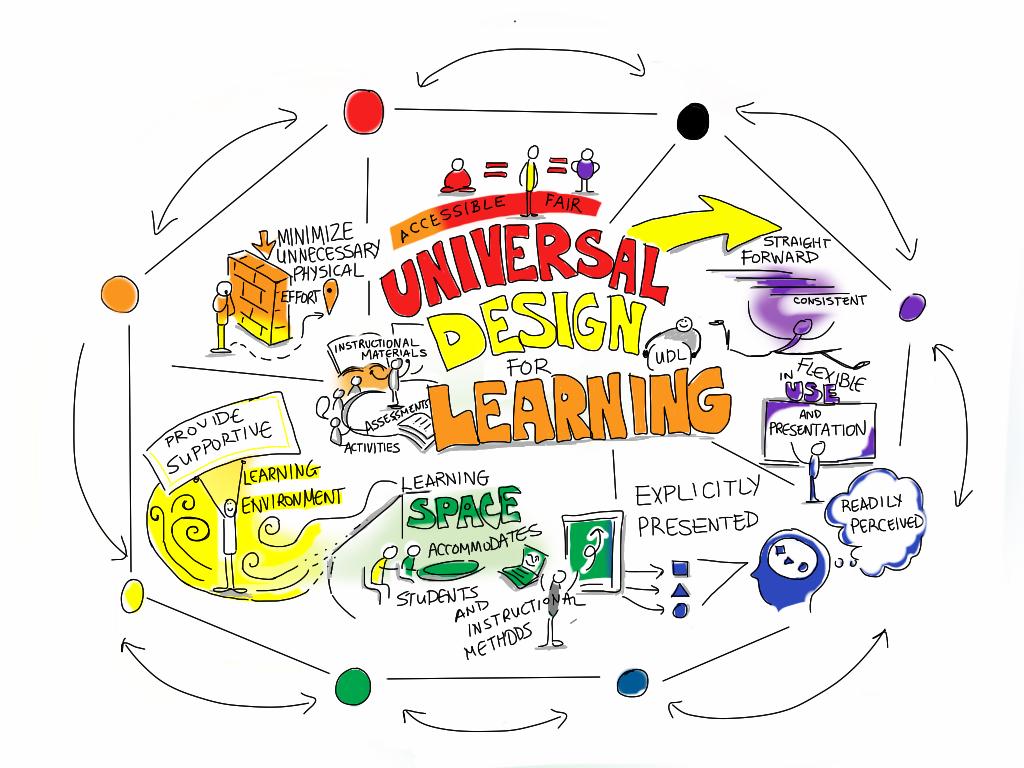 ACCESSIBLE FAIR
UNIVERSAL
DESIGN
FOR
LEARNING
UDL
MINIMIZE
UNNECESSARY
PHYSICAL
EFFORT
STRAIGHT
FORWARD
CONSISTENT
INSTRUCTIONAL
MATERIALS
ASSESSMENTS
ACTIVITIES
IN FLEXIBLE
USE
AND
PRESENTATION
PROVIDE
SUPPORTIVE
LEARNING
ENVIRONMENT
LEARNING
SPACE
ACCOMMODATES
STUDENTS
AND
INSTRUCTIONAL
METHODS
EXPLICITLY
PRESENTED
READILY
PERCEIVED